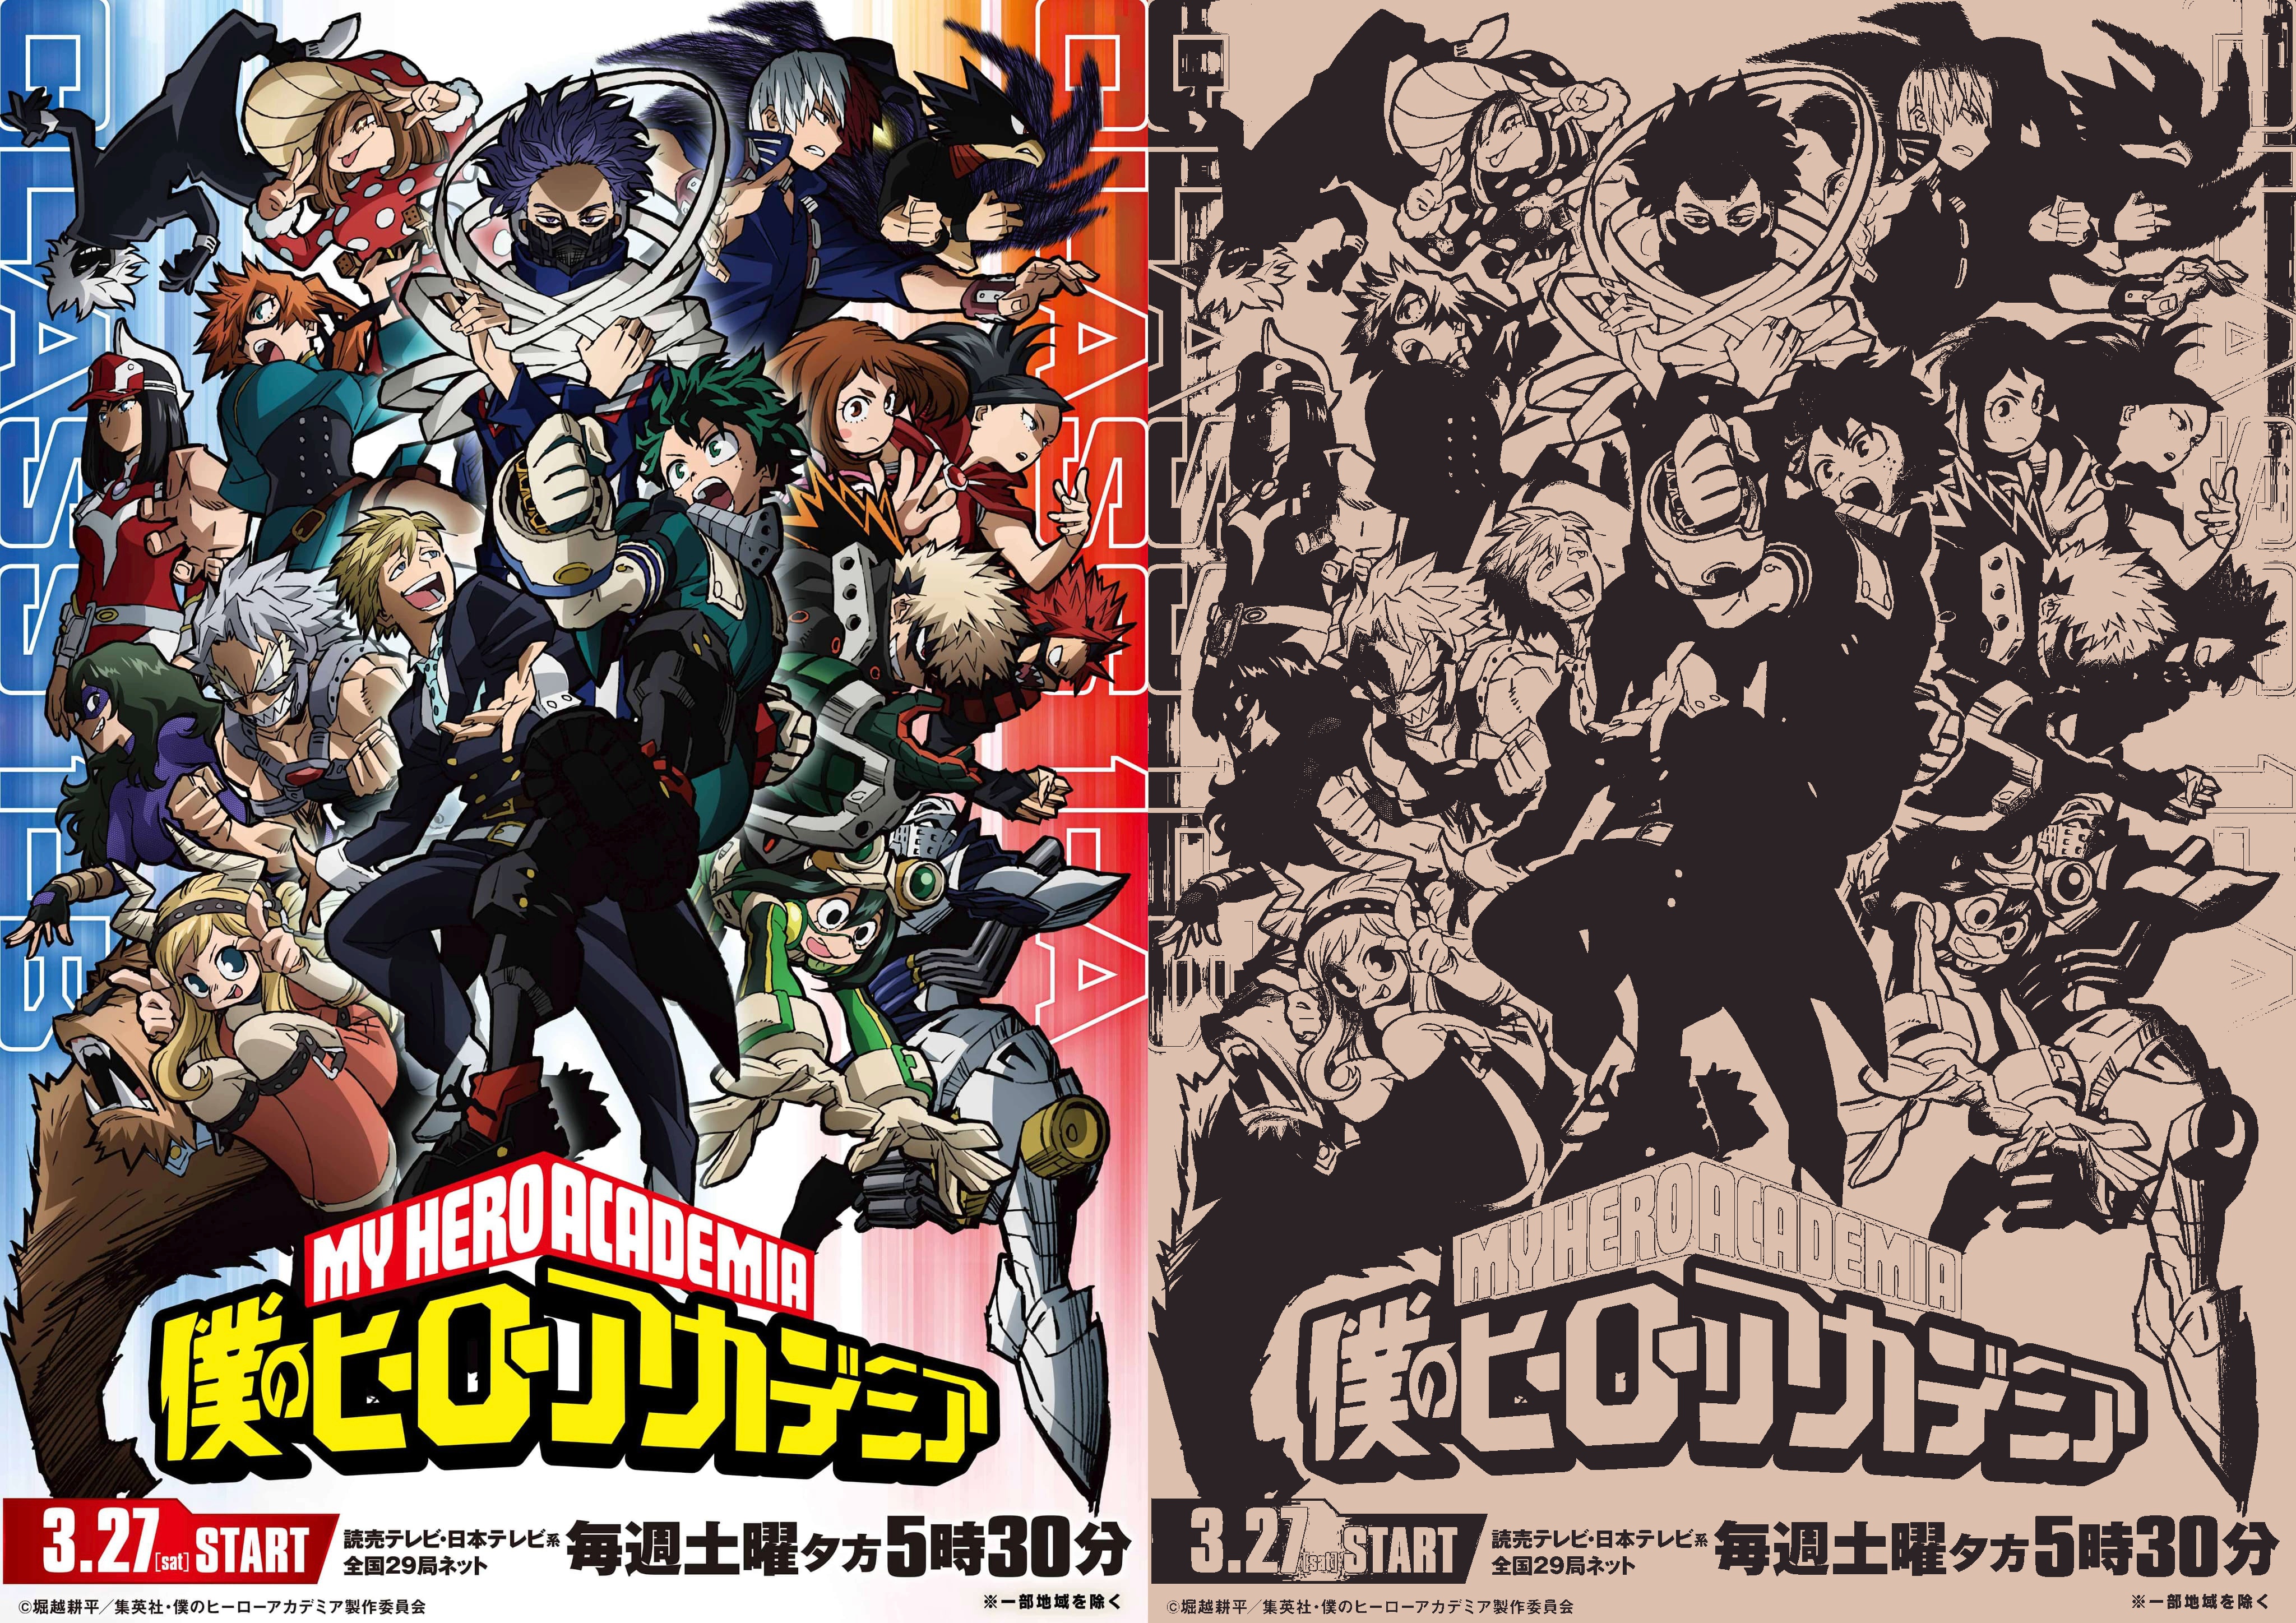 CLASS 1-B
CLASS 1-A
MY HERO ACADEMIA
僕のヒーローアカデミア
3.27[sat] START
読売テレビ・日本テレビ系
全国29局ネット
毎週土曜夕方5時30分
※一部地域を除く
©堀越耕平／集英社・僕のヒーローアカデミア製作委員会
CLASS 1-B
CLASS 1-A
MY HERO ACADEMIA
僕のヒーローアカデミア
3.27[sat] START
読売テレビ・日本テレビ系
全国29局ネット
毎週土曜夕方5時30分
※一部地域を除く
©堀越耕平／集英社・僕のヒーローアカデミア製作委員会